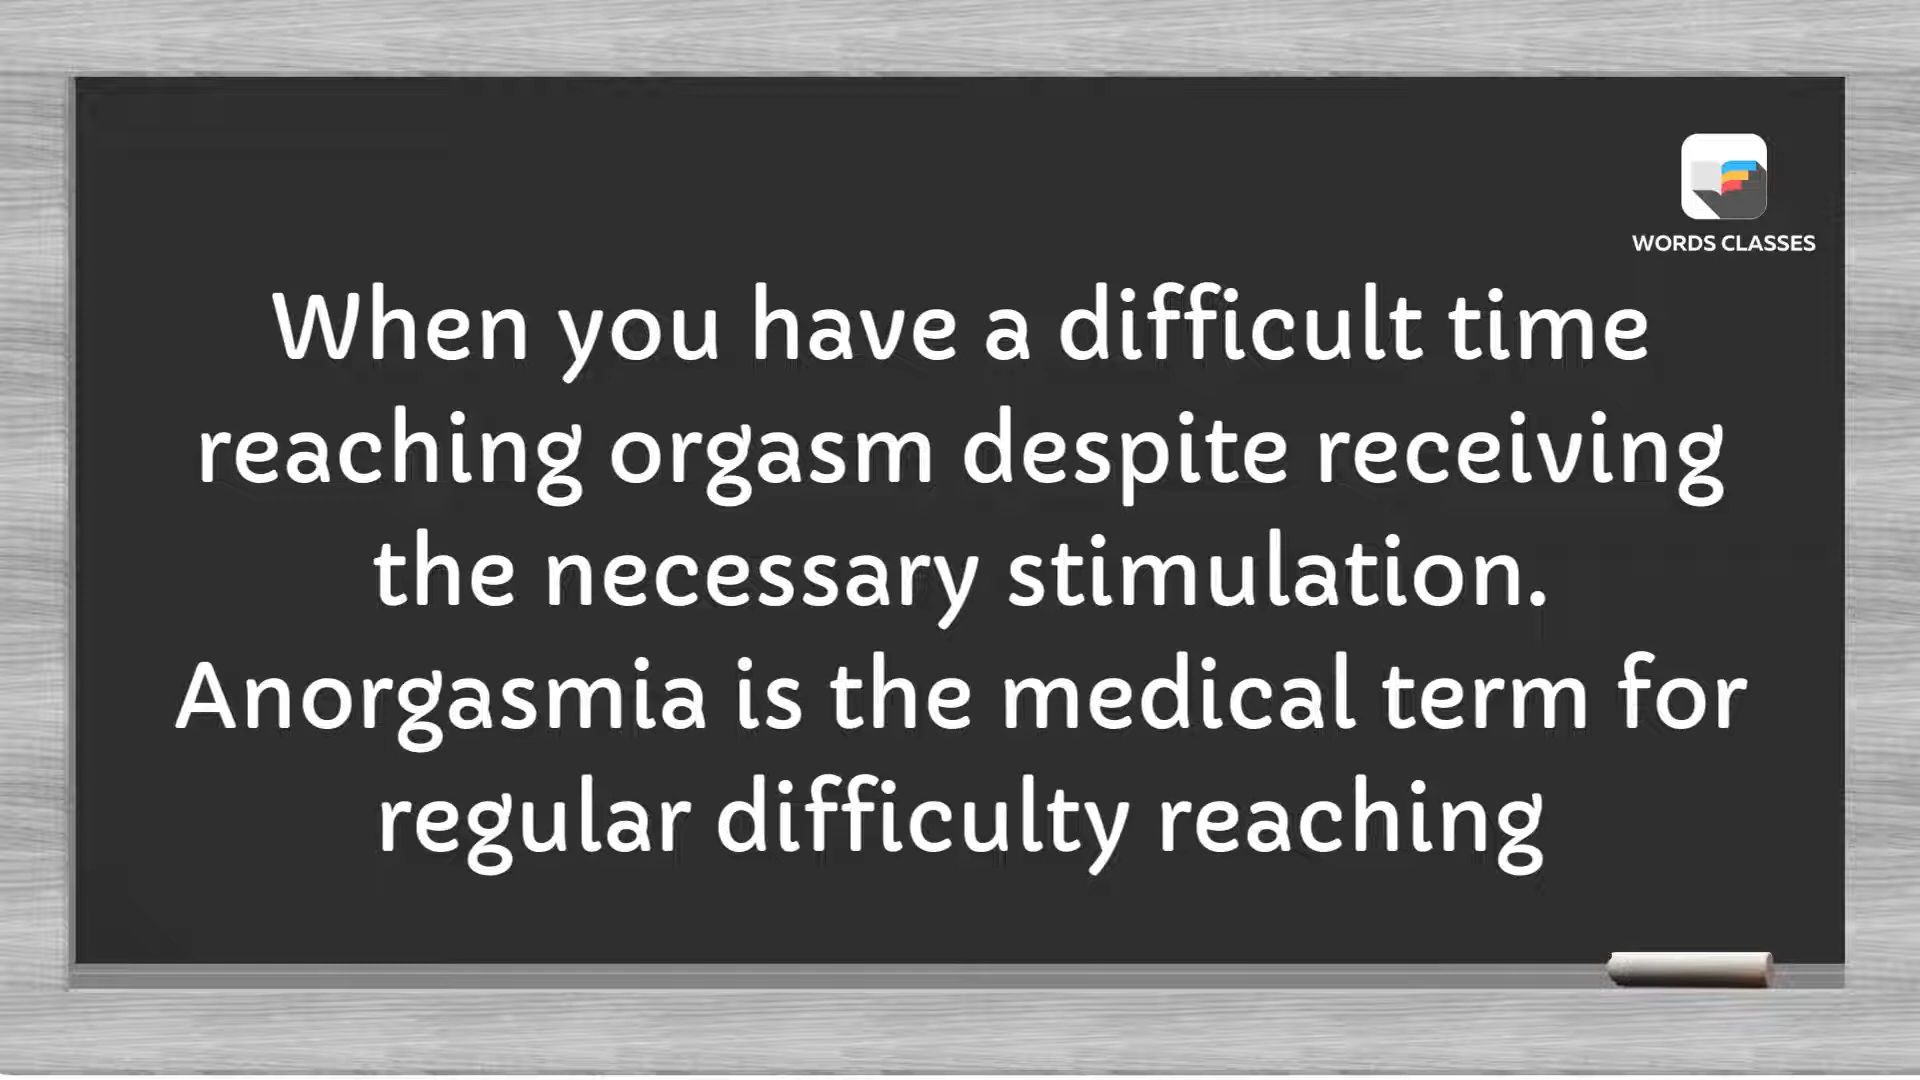 WORDS CLASSES
When you have a difficult time
reaching orgasm despite receiving
the necessary stimulation.
Anorgasmia is the medical term for
regular difficulty reaching